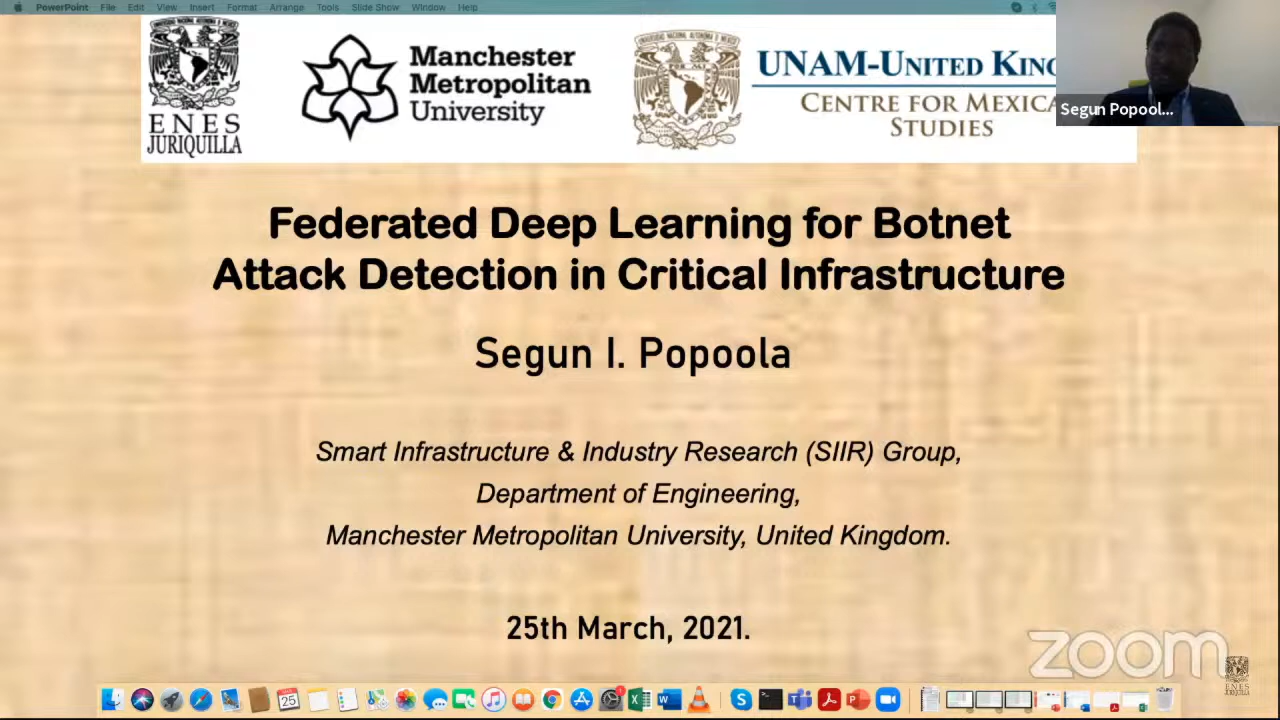 PowerPoint File Edit View Insert Format Arrange Tools Slide Show Window Help
ENES
JURIQUILLA
Manchester
Metropolitan
University
UNAM-UNITED KING
CENTRE FOR MEXICA
STUDIES
Segun Popool...
Federated Deep Learning for Botnet
Attack Detection in Critical Infrastructure
Segun I. Popoola
Smart Infrastructure & Industry Research (SIIR) Group,
Department of Engineering,
Manchester Metropolitan University, United Kingdom.
25th March, 2021.
zoom
ENES
25